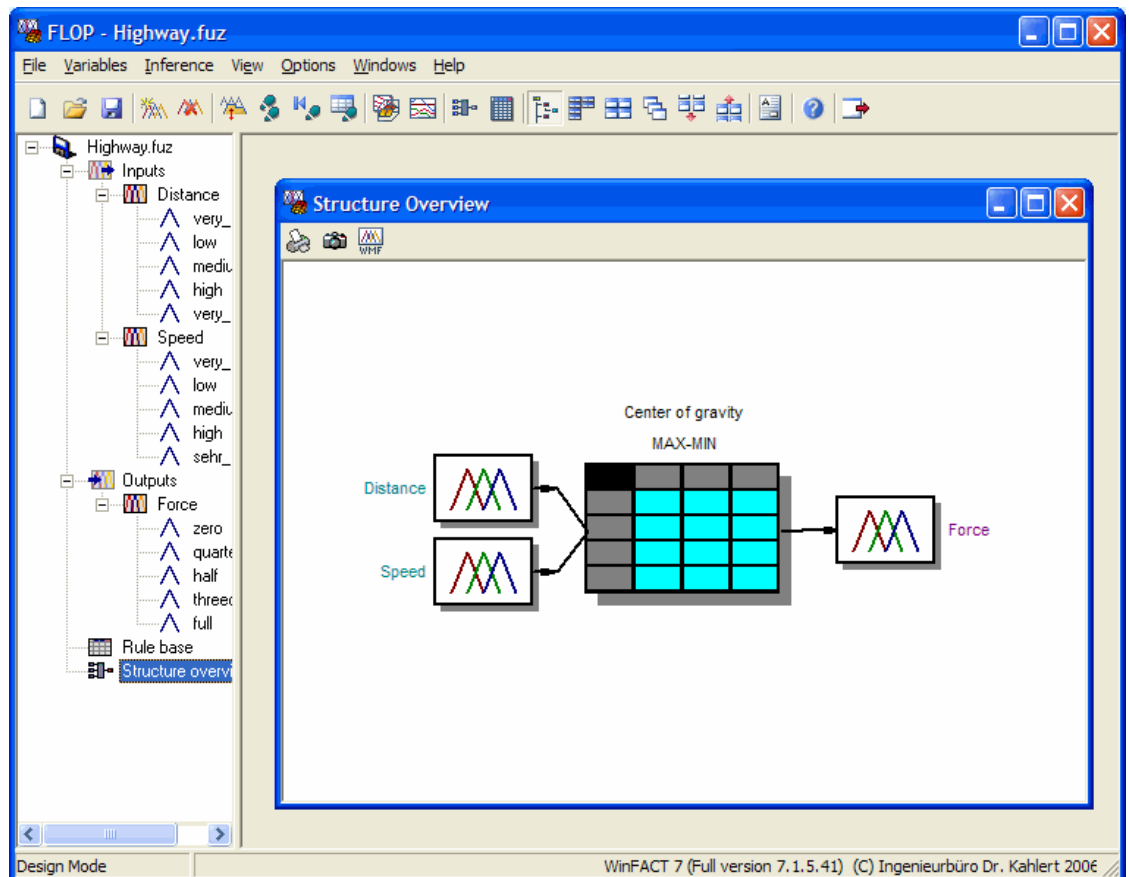 FLOP - Highway.fuz
File Variables Inference View Options Windows Help
Highway.fuz
Inputs
Distance
very_
low
mediu
high
very_
Speed
very_
low
mediu
high
sehr_
Outputs
Force
zero
quarte
half
threec
full
Rule base
Structure overvi
Structure Overview
WMF
Center of gravity
MAX-MIN
Distance
Speed
Force
Design Mode
WinFACT 7 (Full version 7.1.5.41) (C) Ingenieurbüro Dr. Kahlert 2006